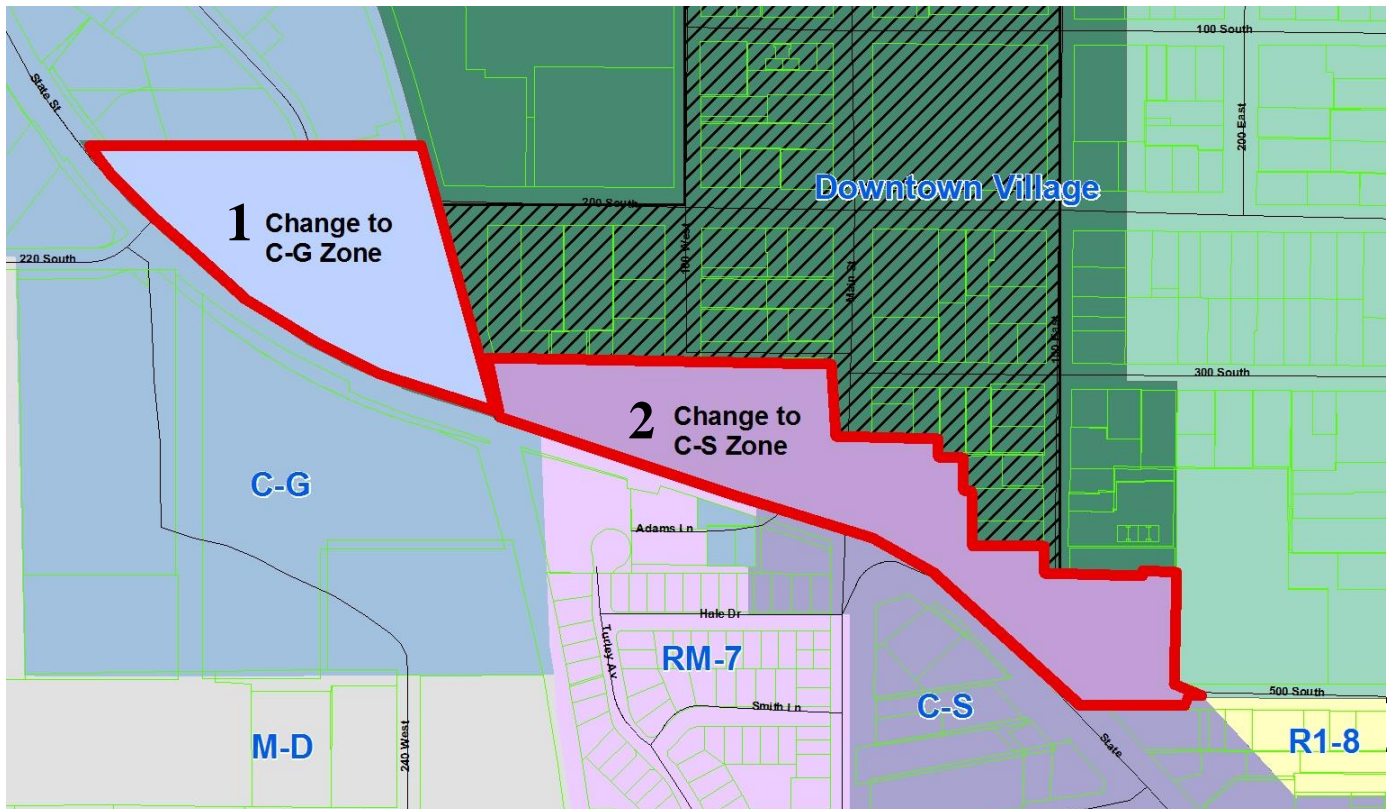 100 South
State St
200 East
Downtown Village
200 South
1 Change to
C-G Zone
100 West
220 South
Main St
100 East
300 South
2 Change to
C-S Zone
C-G
Adams Ln
Hale Dr
Turley Av
RM-7
500 South
Smith Ln
C-S
M-D
240 West
State
R1-8